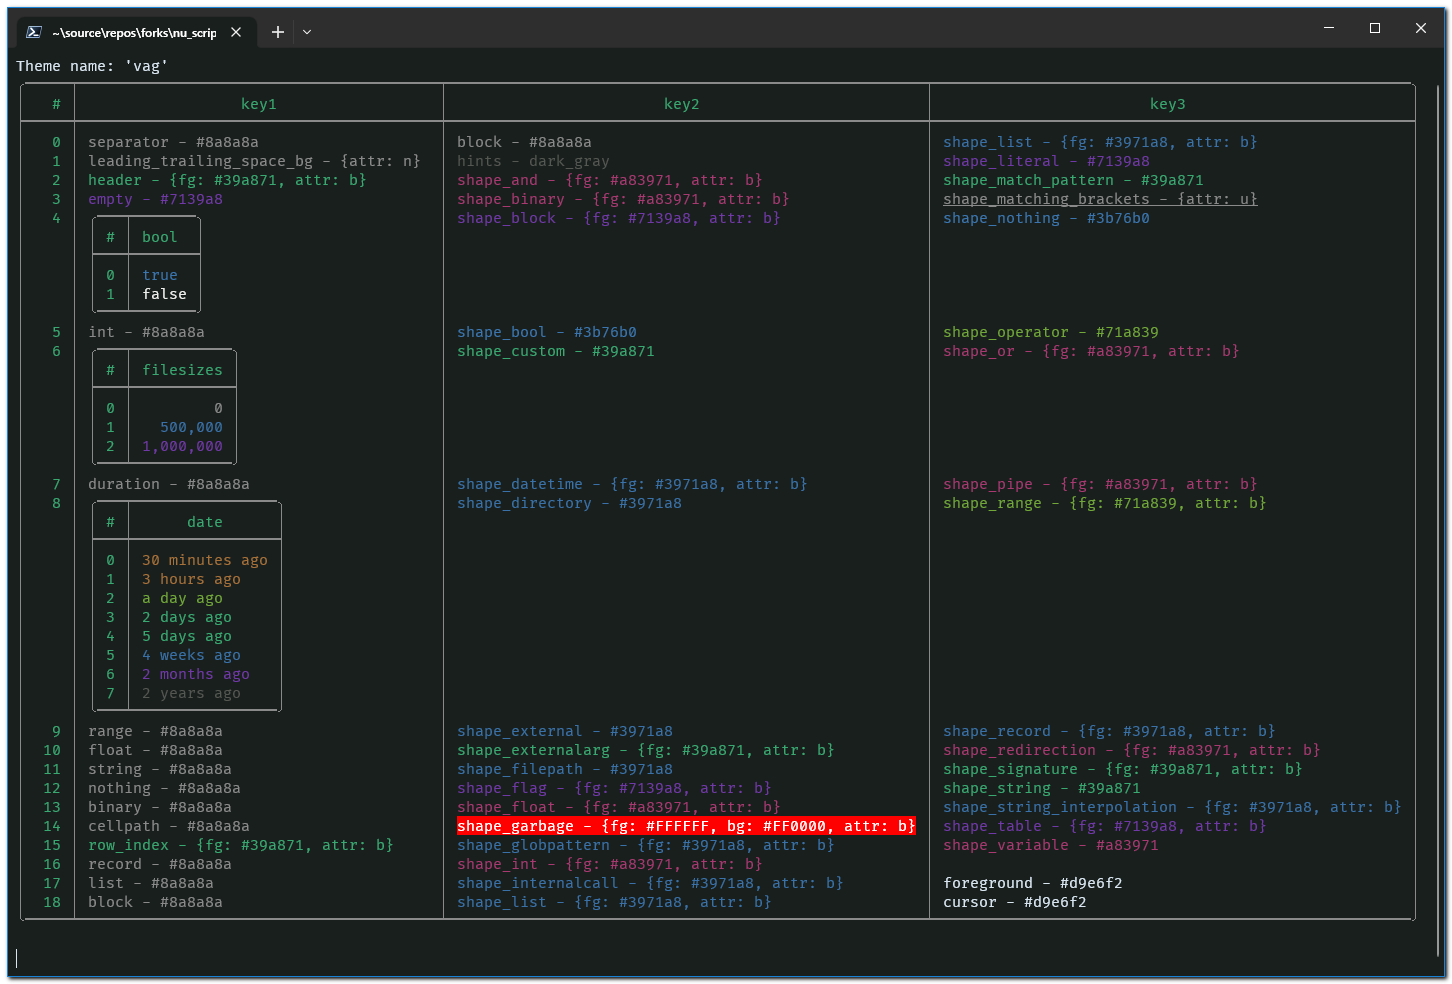 ~\source\repos\forks\nu_scrip
Theme name: 'vag'
# key1 key2 key3
0 separator - #8a8a8a block - #8a8a8a shape_list - {fg: #3971a8, attr: b}
1 leading_trailing_space_bg - {attr: n} hints - dark_gray shape_literal - #7139a8
2 header - {fg: #39a871, attr: b} shape_and - {fg: #a83971, attr: b} shape_match_pattern - #39a871
3 empty - #7139a8 shape_binary - {fg: #a83971, attr: b} shape_matching_brackets - {attr: u}
4 shape_block - {fg: #7139a8, attr: b} shape_nothing - #3b76b0
# bool
0 true
1 false
5 int - #8a8a8a shape_bool - #3b76b0 shape_operator - #71a839
6 shape_custom - #39a871 shape_or - {fg: #a83971, attr: b}
# filesizes
0 0
1 500,000
2 1,000,000
7 duration - #8a8a8a shape_datetime - {fg: #3971a8, attr: b} shape_pipe - {fg: #a83971, attr: b}
8 shape_directory - #3971a8 shape_range - {fg: #71a839, attr: b}
# date
0 30 minutes ago
1 3 hours ago
2 a day ago
3 2 days ago
4 5 days ago
5 4 weeks ago
6 2 months ago
7 2 years ago
9 range - #8a8a8a shape_external - #3971a8 shape_record - {fg: #3971a8, attr: b}
10 float - #8a8a8a shape_externalarg - {fg: #39a871, attr: b} shape_redirection - {fg: #a83971, attr: b}
11 string - #8a8a8a shape_filepath - #3971a8 shape_signature - {fg: #39a871, attr: b}
12 nothing - #8a8a8a shape_flag - {fg: #7139a8, attr: b} shape_string - #39a871
13 binary - #8a8a8a shape_float - {fg: #a83971, attr: b} shape_string_interpolation - {fg: #3971a8, attr: b}
14 cellpath - #8a8a8a shape_garbage - {fg: #FFFFFF, bg: #FF0000, attr: b} shape_table - {fg: #7139a8, attr: b}
15 row_index - {fg: #39a871, attr: b} shape_globpattern - {fg: #3971a8, attr: b} shape_variable - #a83971
16 record - #8a8a8a shape_int - {fg: #a83971, attr: b}
17 list - #8a8a8a shape_internalcall - {fg: #3971a8, attr: b} foreground - #d9e6f2
18 block - #8a8a8a shape_list - {fg: #3971a8, attr: b} cursor - #d9e6f2